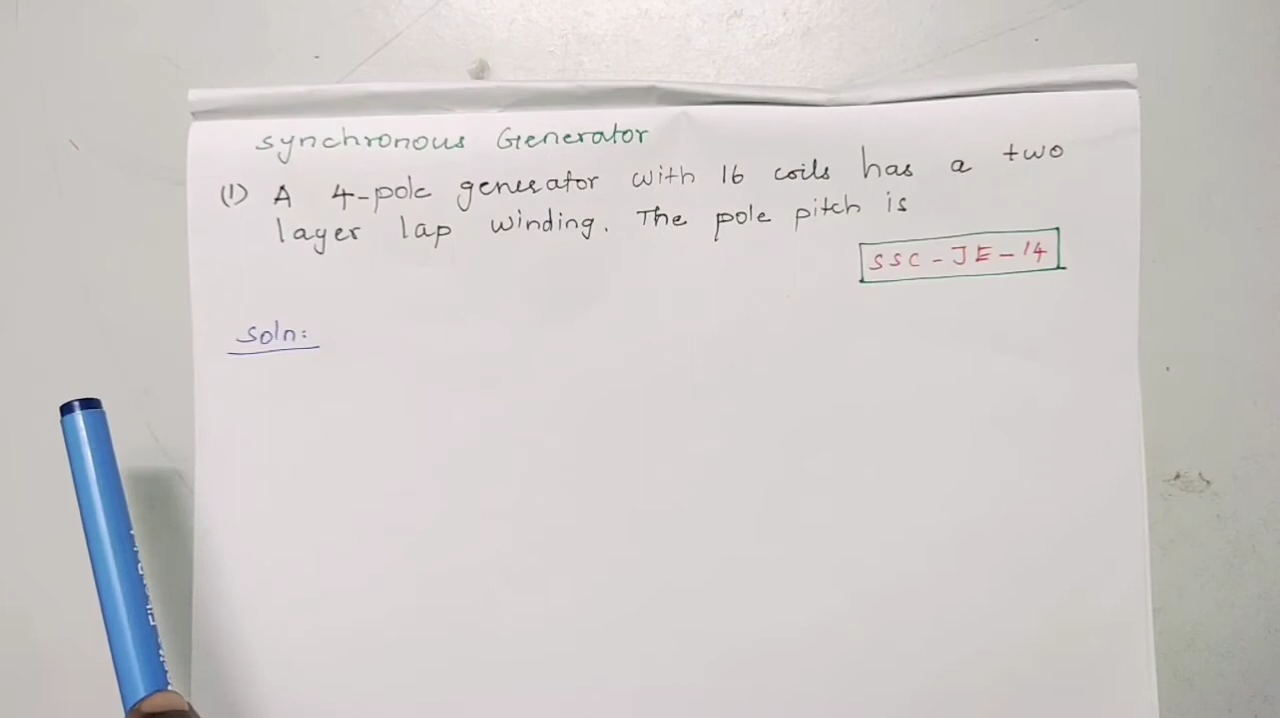 Synchronous Generator
(1) A 4-pole generator with 16 coils has a two
layer lap winding. The pole pitch is
SSC-JE-14
Soln: